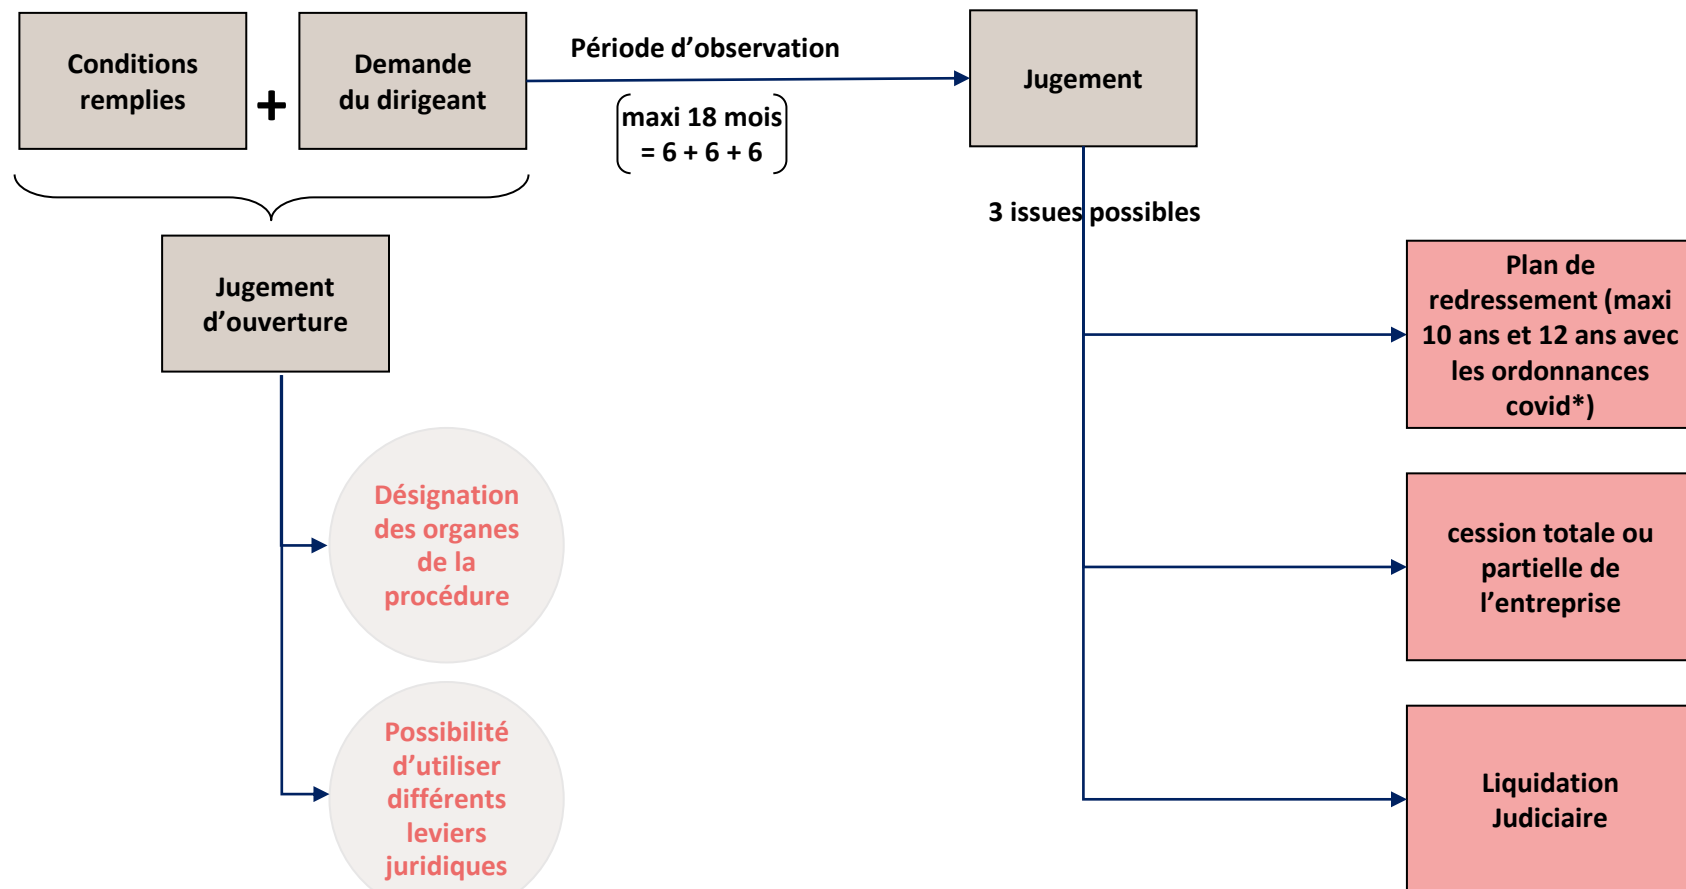 Conditions
remplies
+
Demande
du dirigeant
Période d’observation
maxi 18 mois
= 6 + 6 + 6
Jugement
3 issues possibles
Jugement
d’ouverture
Plan de
redressement (maxi
10 ans et 12 ans avec
les ordonnances
covid*)
Désignation
des organes
de la
procédure
cession totale ou
partielle de
l’entreprise
Possibilité
d’utiliser
différents
leviers
juridiques
Liquidation
Judiciaire